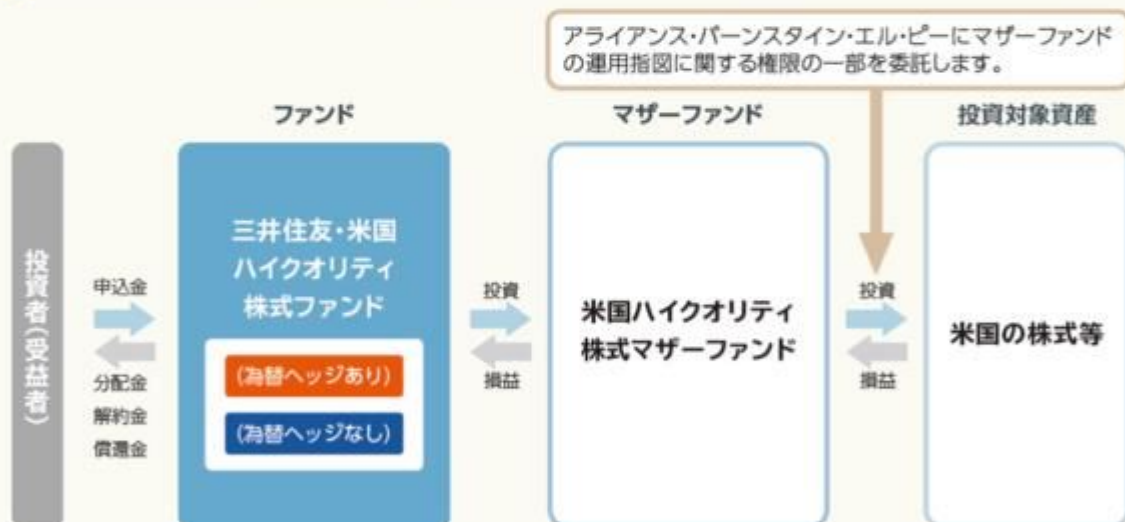 アライアンス・バーンスタイン・エル・ピーにマザーファンド
の運用指図に関する権限の一部を委託します。
ファンド
マザーファンド
投資対象資産
投資者(受益者)
申込金
分配金
解約金
償還金
三井住友・米国
ハイクオリティ
株式ファンド
(為替ヘッジあり)
(為替ヘッジなし)
投資
損益
米国ハイクオリティ
株式マザーファンド
投資
損益
米国の株式等